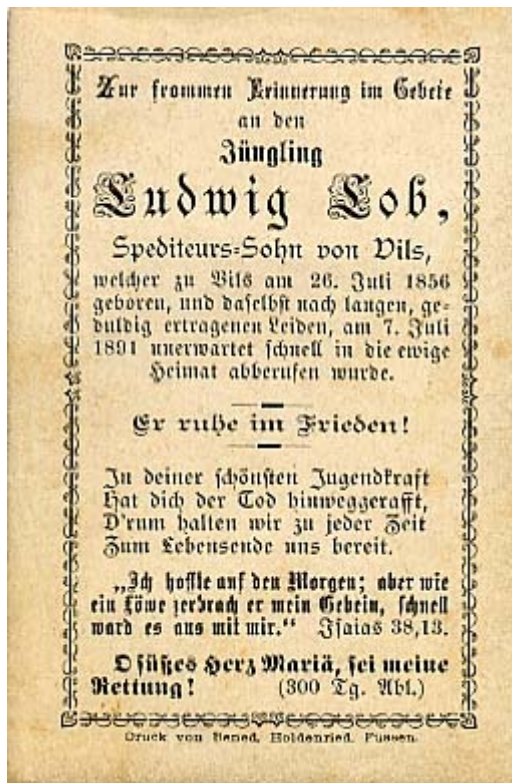 Zur frommen Erinnerung im Gebete
an den
Jüngling
Ludwig Lob,
Spediteurs-Sohn von Vils,
welcher zu Vils am 26. Juli 1856
geboren, und daselbst nach langen, ge-
duldig ertragenen Leiden, am 7. Juli
1891 unerwartet schnell in die ewige
Heimat abberufen wurde.
Er ruhe im Frieden!
In deiner schönsten Jugendkraft
Hat dich der Tod hinweggerafft,
D'rum halten wir zu jeder Zeit
Zum Lebensende uns bereit.
„Ich hoffte auf den Morgen; aber wie
ein Löwe zerbrach er mein Gebein, schnell
ward es aus mit mir.“ Isaias 38,13.
O süßes Herz Mariä, sei meine
Rettung! (300 Tg. Abl.)
Druck von Bened. Holdenried, Füssen.